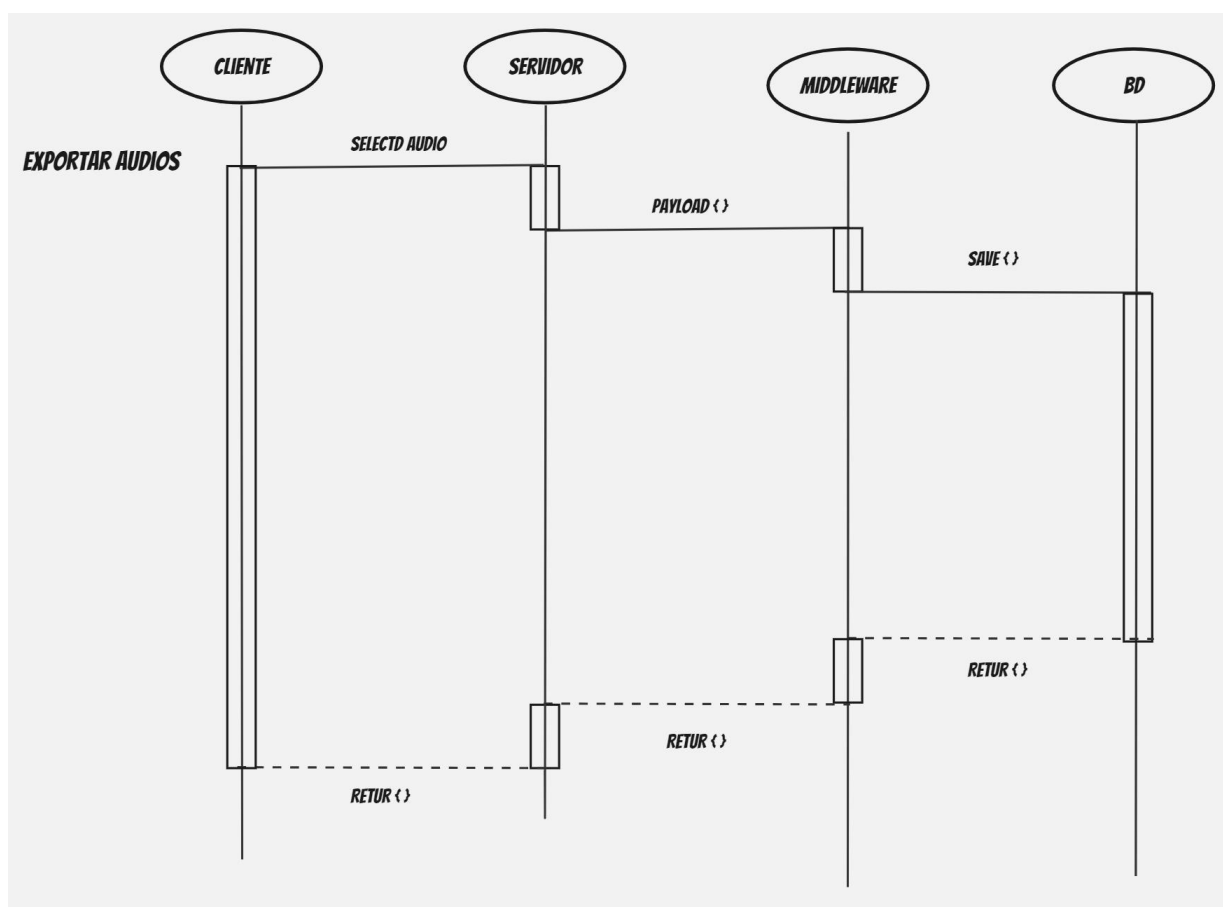 CLIENTE
SERVIDOR
MIDDLEWARE
BD
EXPORTAR AUDIOS
SELECTD AUDIO
PAYLOAD { }
SAVE { }
RETUR { }
RETUR { }
RETUR { }